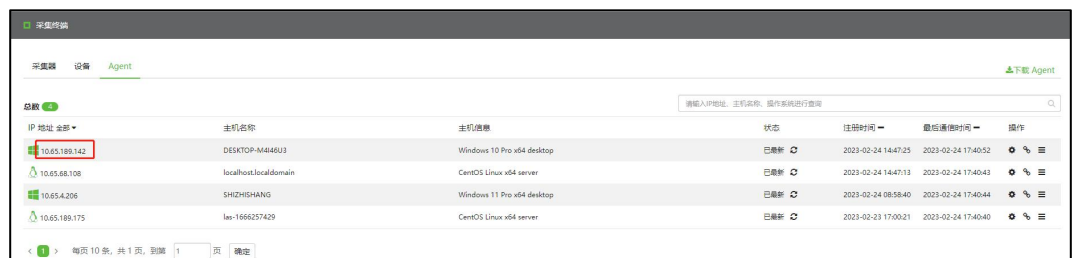 采集终端
采集器 设备 Agent
下载 Agent
总数 4
请输入IP地址、主机名称、操作系统进行查询
IP 地址 全部 主机名称 主机信息 状态 注册时间 最后通信时间 操作
10.65.189.142 DESKTOP-M4I46U3 Windows 10 Pro x64 desktop 已最新 2023-02-24 14:47:25 2023-02-24 17:40:52
10.65.68.108 localhost.localdomain CentOS Linux x64 server 已最新 2023-02-24 14:47:13 2023-02-24 17:40:43
10.65.4.206 SHIZHISHANG Windows 11 Pro x64 desktop 已最新 2023-02-24 08:58:40 2023-02-24 17:40:44
10.65.189.175 las-1666257429 CentOS Linux x64 server 已最新 2023-02-23 17:00:21 2023-02-24 17:40:40
< 1 > 每页 10 条，共 1 页，到第 1 页 确定